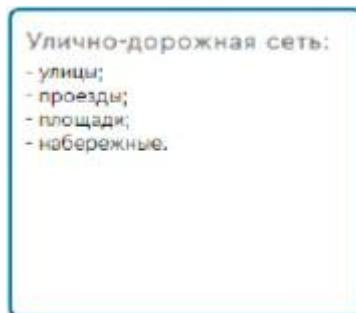 Улично-дорожная сеть:
- улицы;
- проезды;
- площади;
- набережные.